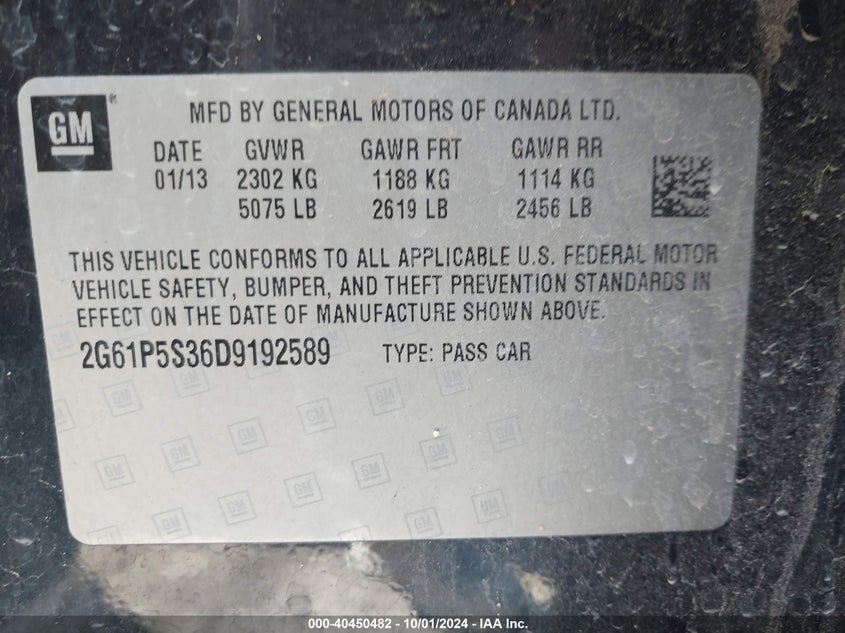 GM
MFD BY GENERAL MOTORS OF CANADA LTD.
DATE GVWR GAWR FRT GAWR RR
01/13 2302 KG 1188 KG 1114 KG
5075 LB 2619 LB 2456 LB
THIS VEHICLE CONFORMS TO ALL APPLICABLE U.S. FEDERAL MOTOR
VEHICLE SAFETY, BUMPER, AND THEFT PREVENTION STANDARDS IN
EFFECT ON THE DATE OF MANUFACTURE SHOWN ABOVE.
2G61P5S36D9192589 TYPE: PASS CAR
000-40450482 - 10/01/2024 - IAA Inc.